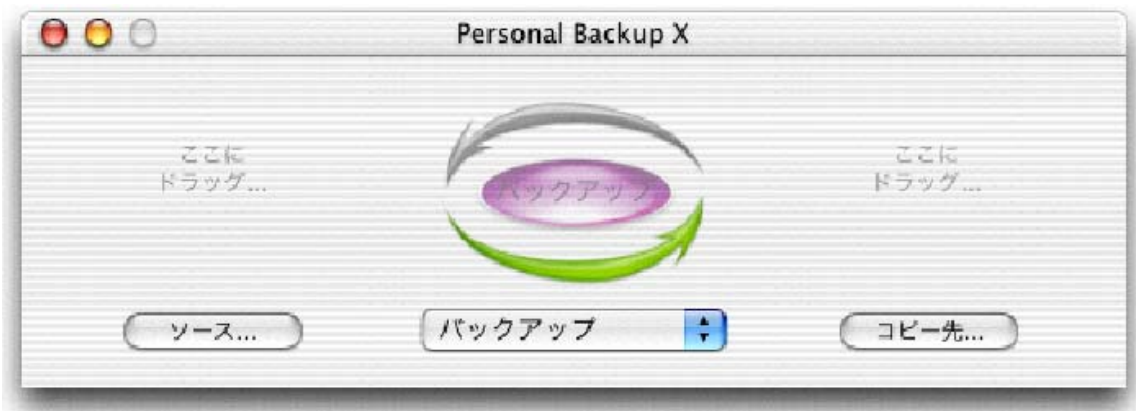 Personal Backup X
ここに
ドラッグ...
バックアップ
ここに
ドラッグ...
ソース...
バックアップ
コピー先...